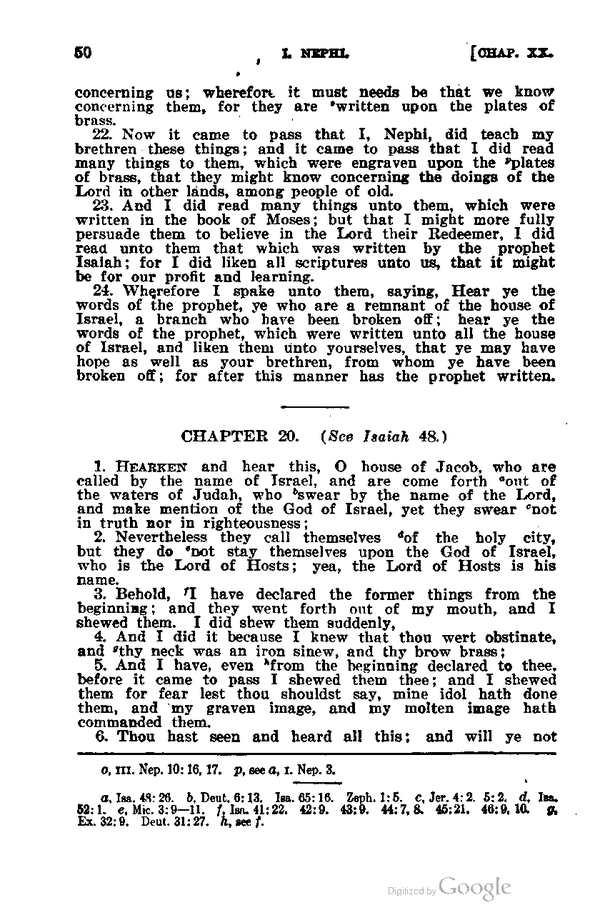 50 I. NEPHI. [CHAP. XX.
concerning us; wherefore it must needs be that we know
concerning them, for they are ᵒwritten upon the plates of
brass.
22. Now it came to pass that I, Nephi, did teach my
brethren these things; and it came to pass that I did read
many things to them, which were engraven upon the ᵖplates
of brass, that they might know concerning the doings of the
Lord in other lands, among people of old.
23. And I did read many things unto them, which were
written in the book of Moses; but that I might more fully
persuade them to believe in the Lord their Redeemer, I did
read unto them that which was written by the prophet
Isaiah; for I did liken all scriptures unto us, that it might
be for our profit and learning.
24. Wherefore I spake unto them, saying, Hear ye the
words of the prophet, ye who are a remnant of the house of
Israel, a branch who have been broken off; hear ye the
words of the prophet, which were written unto all the house
of Israel, and liken them unto yourselves, that ye may have
hope as well as your brethren, from whom ye have been
broken off; for after this manner has the prophet written.
CHAPTER 20. (See Isaiah 48.)
1. HEARKEN and hear this, O house of Jacob, who are
called by the name of Israel, and are come forth ᵃout of
the waters of Judah, who ᵇswear by the name of the Lord,
and make mention of the God of Israel, yet they swear ᶜnot
in truth nor in righteousness;
2. Nevertheless they call themselves ᵈof the holy city,
but they do ᵉnot stay themselves upon the God of Israel,
who is the Lord of Hosts; yea, the Lord of Hosts is his
name.
3. Behold, ᶠI have declared the former things from the
beginning; and they went forth out of my mouth, and I
shewed them. I did shew them suddenly,
4. And I did it because I knew that thou wert obstinate,
and ᵍthy neck was an iron sinew, and thy brow brass;
5. And I have, even ʰfrom the beginning declared to thee,
before it came to pass I shewed them thee; and I shewed
them for fear lest thou shouldst say, mine idol hath done
them, and my graven image, and my molten image hath
commanded them.
6. Thou hast seen and heard all this; and will ye not
o, III. Nep. 10: 16, 17. p, see a, I. Nep. 3.
a, Isa. 48: 26. b, Deut. 6: 13. Isa. 65: 16. Zeph. 1: 5. c, Jer. 4: 2. 5: 2. d, Isa.
52: 1. e, Mic. 3: 9—11. f, Isa. 41: 22. 42: 9. 43: 9. 44: 7, 8. 45: 21. 46: 9, 10. g,
Ex. 32: 9. Deut. 31: 27. h, see f.
Digitized by Google